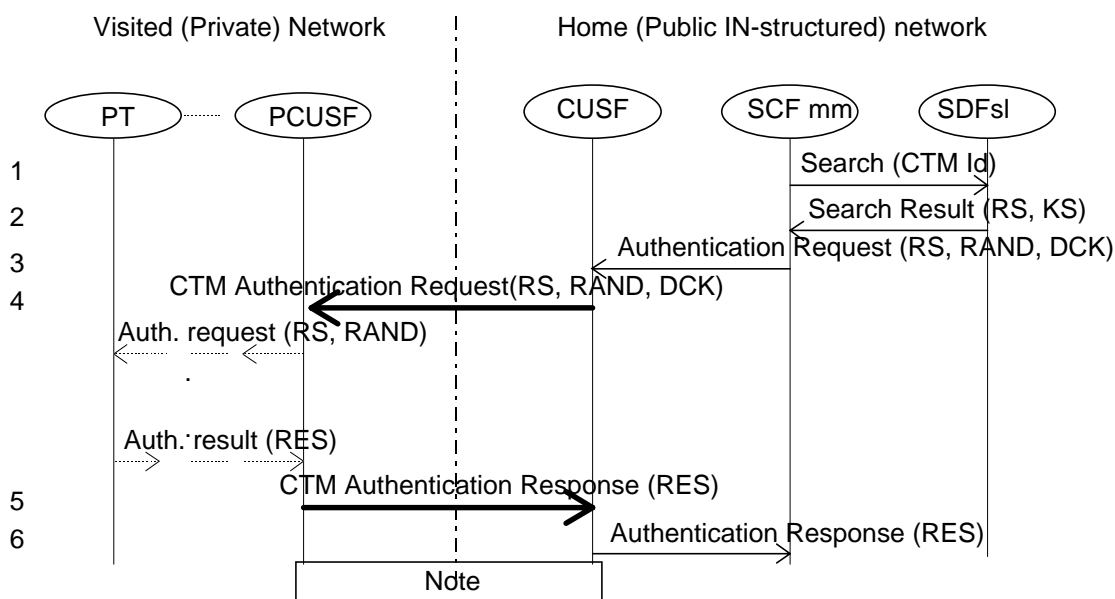 Visited (Private) Network
Home (Public IN-structured) network
PT
PCUSF
CUSF
SCF mm
SDFsl
1
Search (CTM Id)
2
Search Result (RS, KS)
3
Authentication Request (RS, RAND, DCK)
4
CTM Authentication Request(RS, RAND, DCK)
Auth. request (RS, RAND)
Auth. result (RES)
5
CTM Authentication Response (RES)
6
Authentication Response (RES)
Note